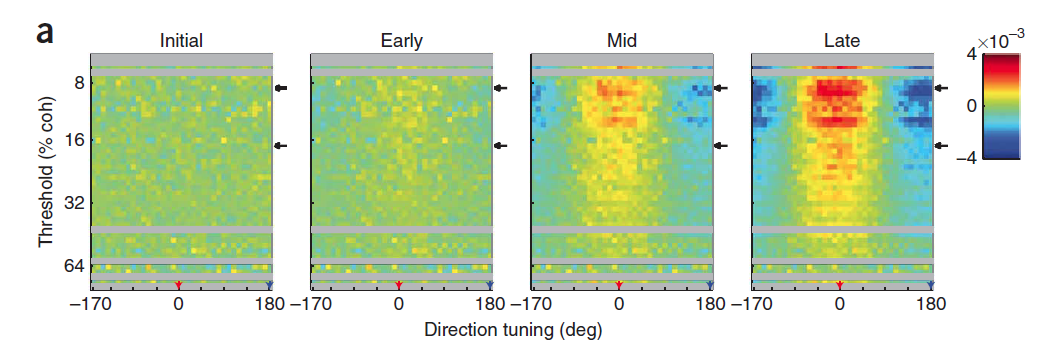 a
Initial
Early
Mid
Late
×10⁻³
4
0
−4
Threshold (% coh)
8
16
32
64
−170 0 180
−170 0 180
−170 0 180
−170 0 180
Direction tuning (deg)